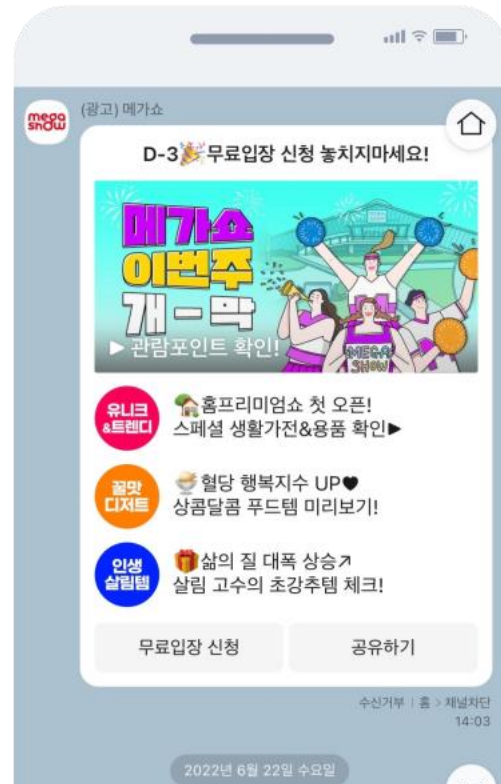 mega
show
(광고) 메가쇼
D-3🎉무료입장 신청 놓치지마세요!
메가쇼
이번주
개-막
▶ 관람포인트 확인!
MEGA
SHOW
유니크
&트렌디
🏡홈프리미엄쇼 첫 오픈!
스페셜 생활가전&용품 확인▶
꿀맛
디저트
🍧혈당 행복지수 UP♥
상콤달콤 푸드템 미리보기!
인생
살림템
🎁삶의 질 대폭 상승↗
살림 고수의 초강추템 체크!
무료입장 신청
공유하기
수신거부 | 홈 > 채널차단
14:03
2022년 6월 22일 수요일